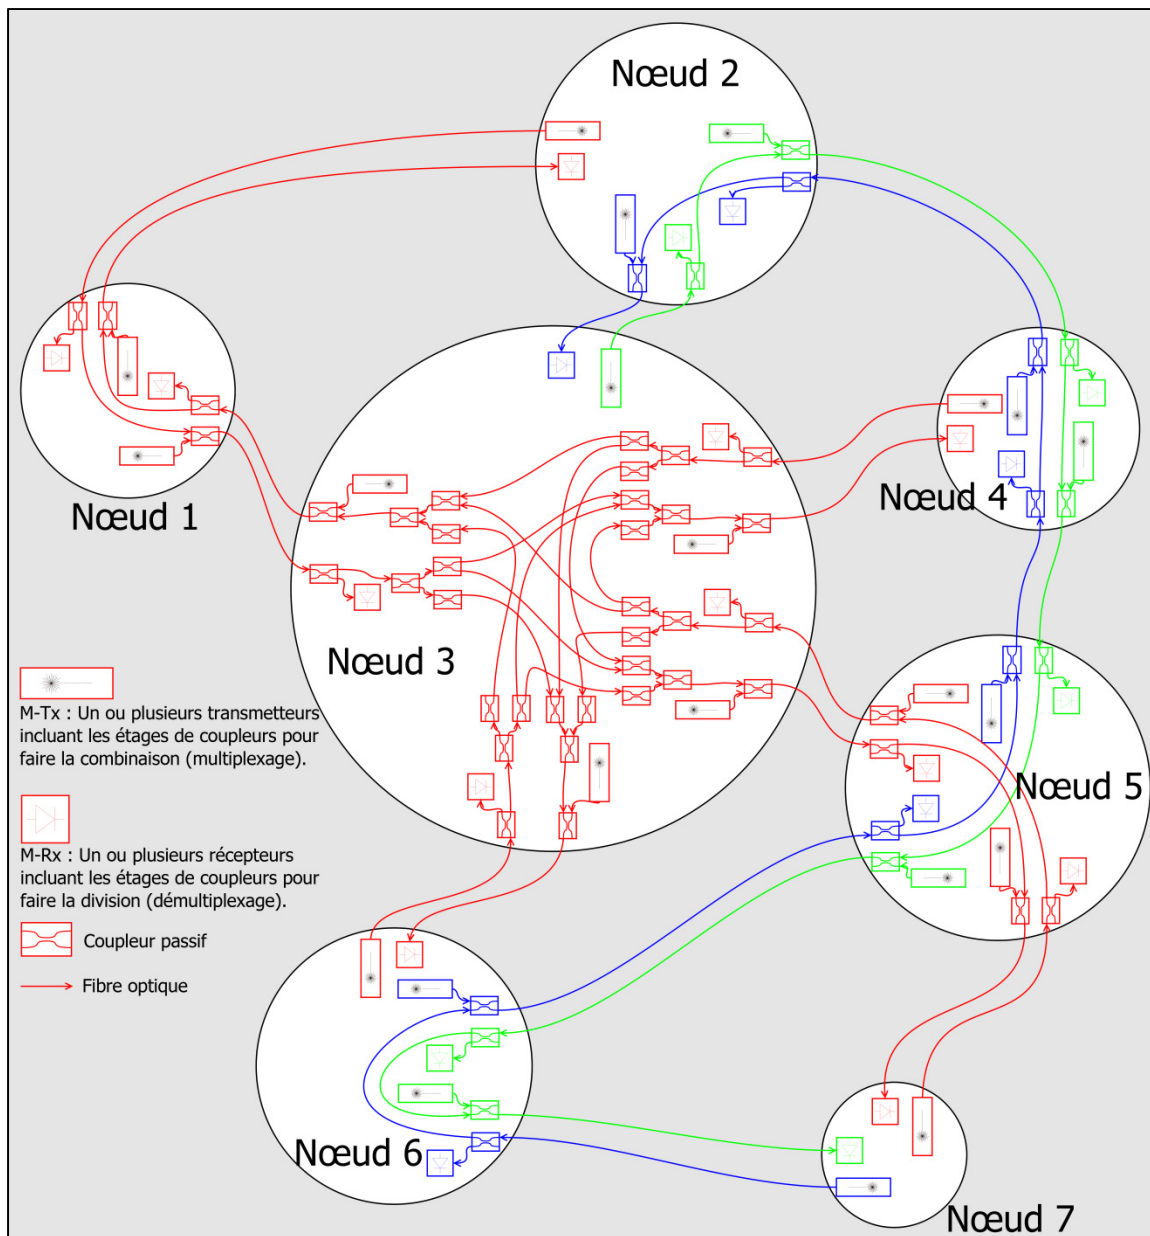 Nœud 2
Nœud 1
Nœud 4
Nœud 3
M-Tx : Un ou plusieurs transmetteurs
incluant les étages de coupleurs pour
faire la combinaison (multiplexage).
Nœud 5
M-Rx : Un ou plusieurs récepteurs
incluant les étages de coupleurs pour
faire la division (démultiplexage).
Coupleur passif
Fibre optique
Nœud 6
Nœud 7